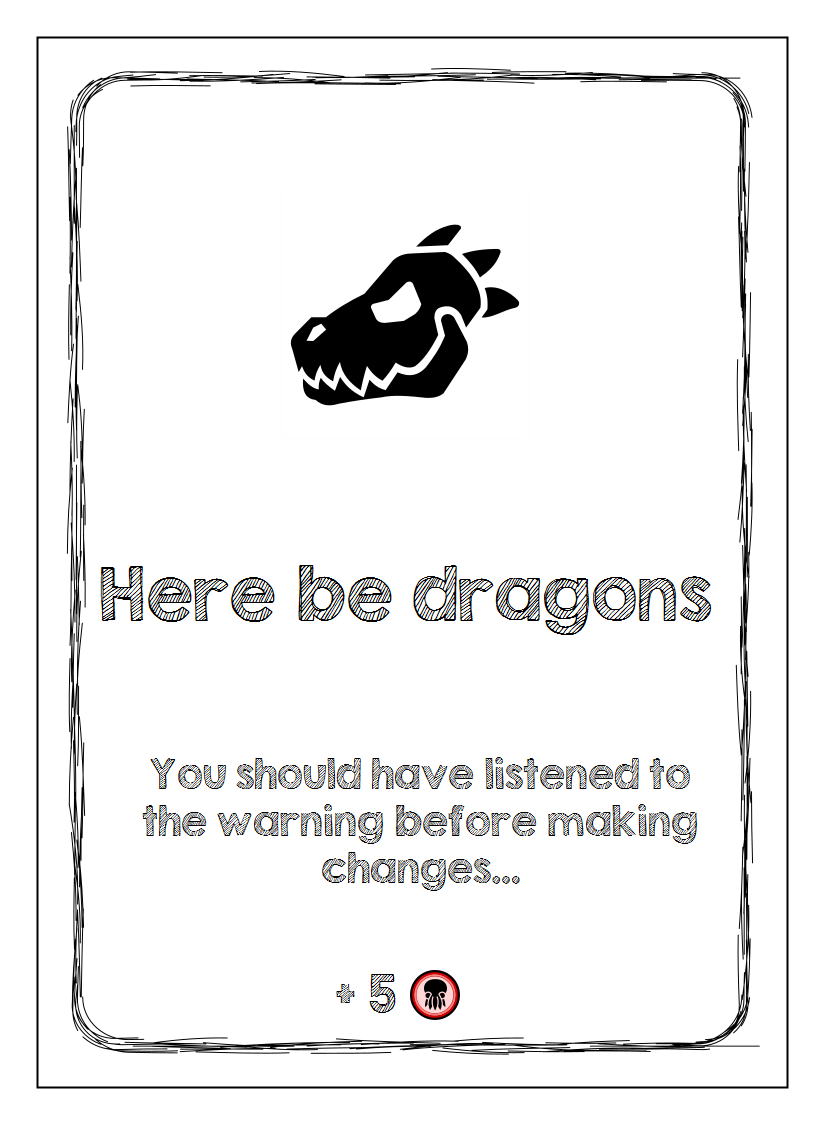 Here be dragons
You should have listened to
the warning before making
changes...
+ 5